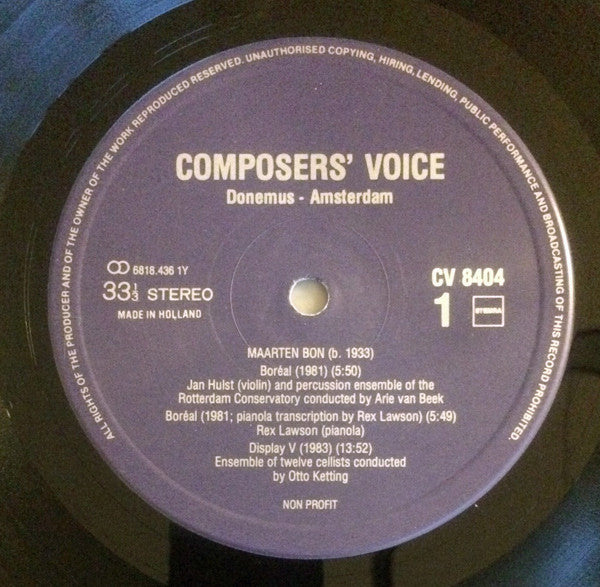 ALL RIGHTS OF THE PRODUCER AND OF THE OWNER OF THE WORK REPRODUCED RESERVED. UNAUTHORISED COPYING, HIRING, LENDING, PUBLIC PERFORMANCE AND BROADCASTING OF THIS RECORD PROHIBITED.
COMPOSERS' VOICE
Donemus - Amsterdam
6818.436 1Y
33⅓ STEREO
MADE IN HOLLAND
CV 8404
1 STEMRA
MAARTEN BON (b. 1933)
Boréal (1981) (5:50)
Jan Hulst (violin) and percussion ensemble of the
Rotterdam Conservatory conducted by Arie van Beek
Boréal (1981; pianola transcription by Rex Lawson) (5:49)
Rex Lawson (pianola)
Display V (1983) (13:52)
Ensemble of twelve cellists conducted
by Otto Ketting
NON PROFIT